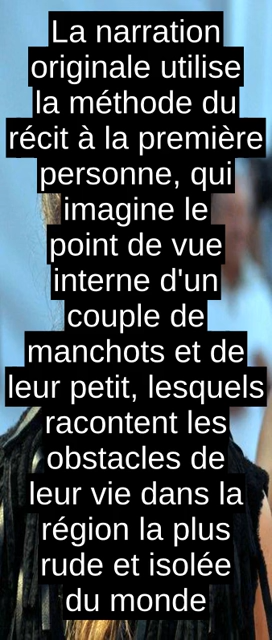 La narration
originale utilise
la méthode du
récit à la première
personne, qui
imagine le
point de vue
interne d'un
couple de
manchots et de
leur petit, lesquels
racontent les
obstacles de
leur vie dans la
région la plus
rude et isolée
du monde